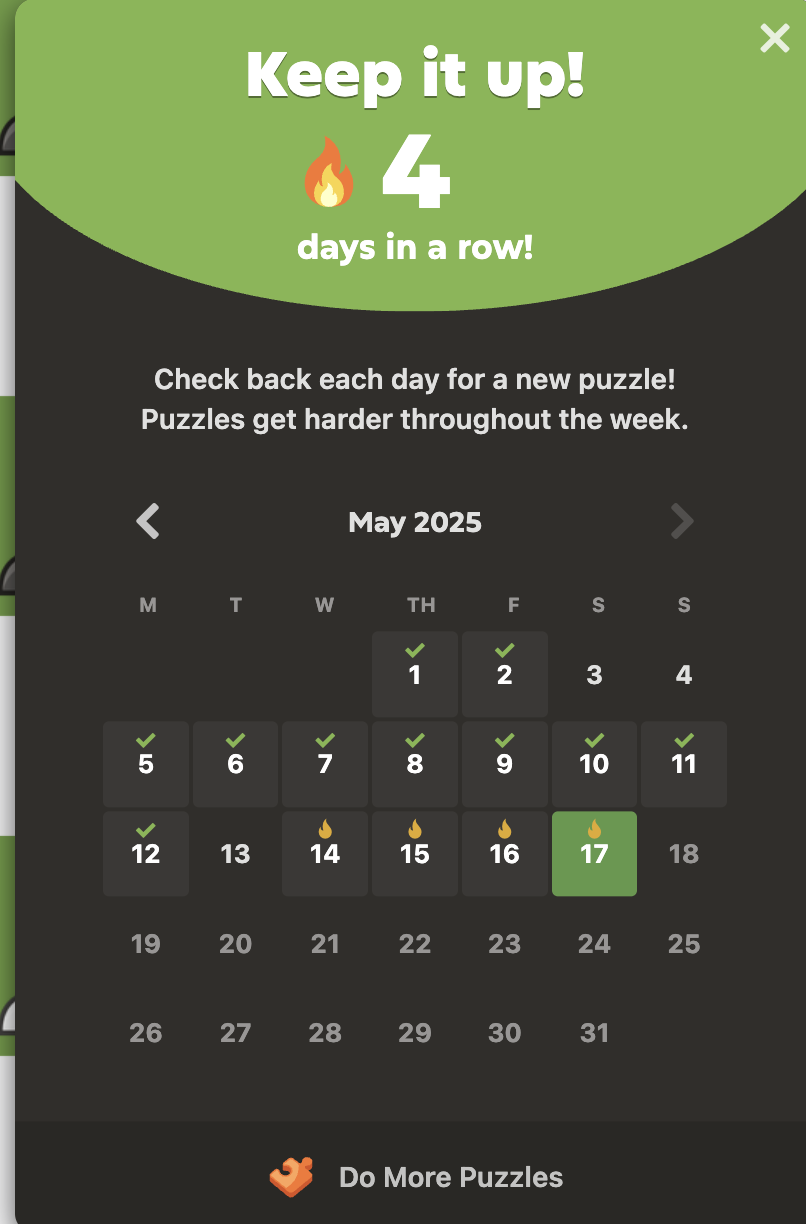 Keep it up!
4
days in a row!
Check back each day for a new puzzle!
Puzzles get harder throughout the week.
May 2025
M T W TH F S S
1 2 3 4
5 6 7 8 9 10 11
12 13 14 15 16 17 18
19 20 21 22 23 24 25
26 27 28 29 30 31
Do More Puzzles